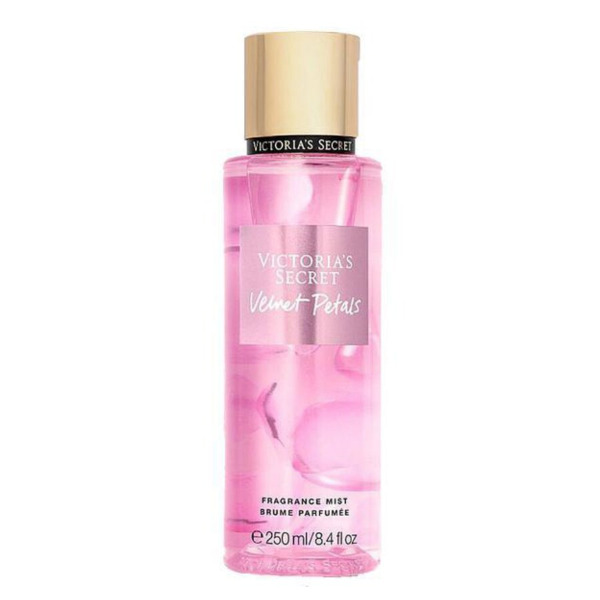 VICTORIA'S SECRET
VICTORIA'S
SECRET
Velvet Petals
FRAGRANCE MIST
BRUME PARFUMÉE
℮ 250 ml/8.4 fl oz